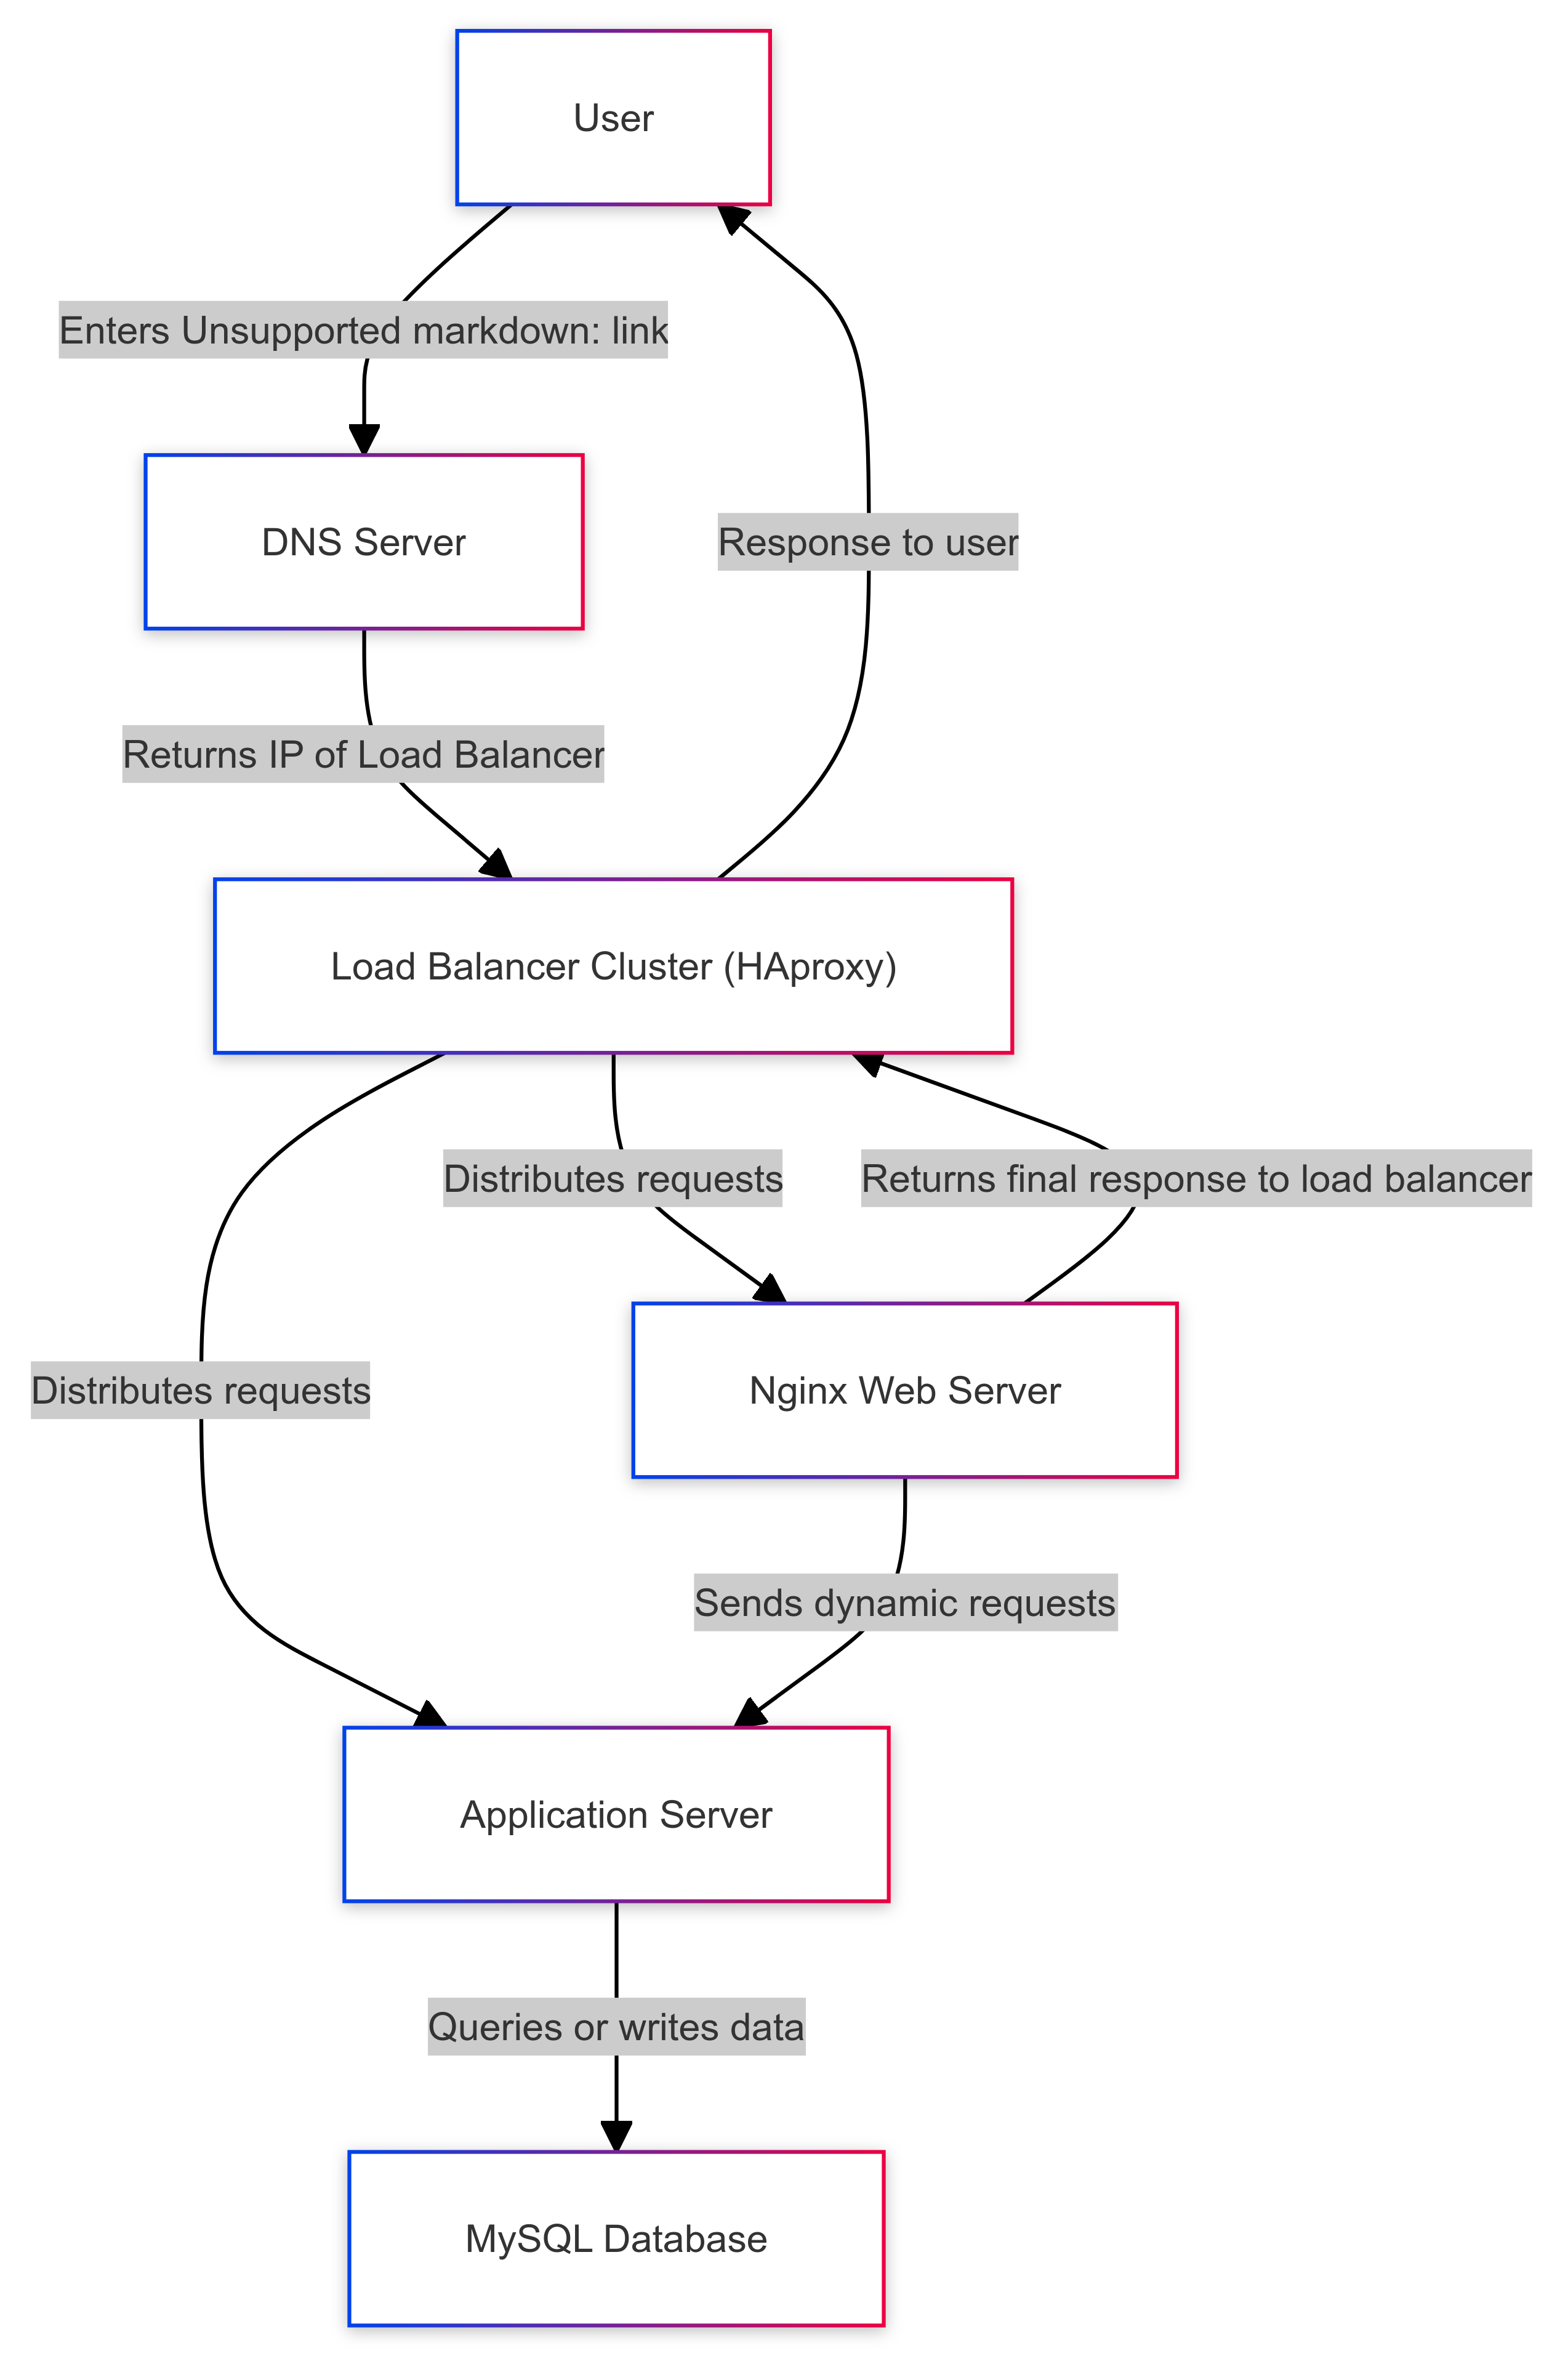 User
Enters Unsupported markdown: link
DNS Server
Response to user
Returns IP of Load Balancer
Load Balancer Cluster (HAproxy)
Distributes requests
Returns final response to load balancer
Distributes requests
Nginx Web Server
Sends dynamic requests
Application Server
Queries or writes data
MySQL Database